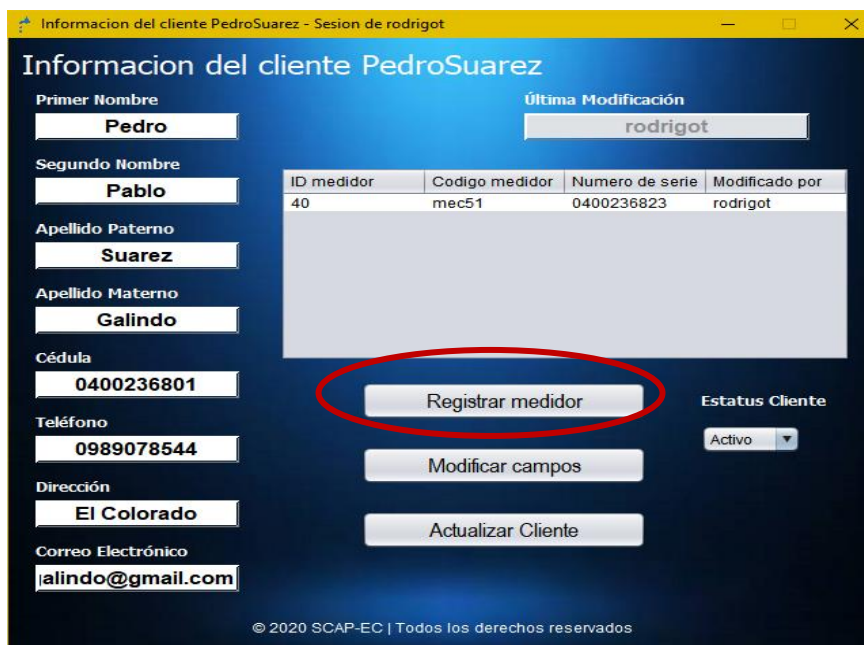 Informacion del cliente PedroSuarez - Sesion de rodrigot
Informacion del cliente PedroSuarez
Primer Nombre
Pedro
Segundo Nombre
Pablo
Apellido Paterno
Suarez
Apellido Materno
Galindo
Cédula
0400236801
Teléfono
0989078544
Dirección
El Colorado
Correo Electrónico
alindo@gmail.com
Última Modificación
rodrigot
ID medidor Codigo medidor Numero de serie Modificado por
40 mec51 0400236823 rodrigot
Registrar medidor
Modificar campos
Actualizar Cliente
Estatus Cliente
Activo
© 2020 SCAP-EC | Todos los derechos reservados